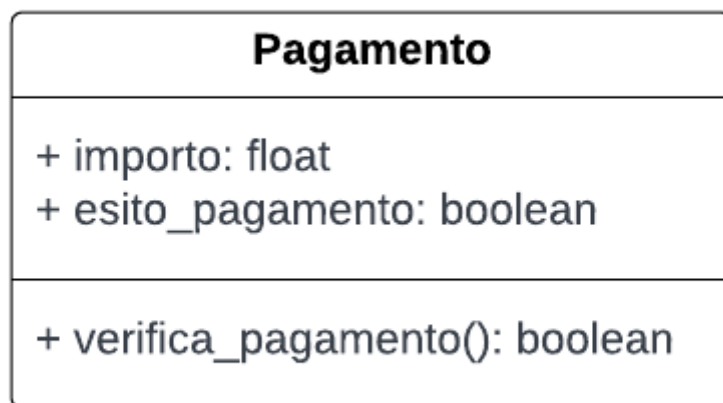 Pagamento
+ importo: float
+ esito_pagamento: boolean
+ verifica_pagamento(): boolean